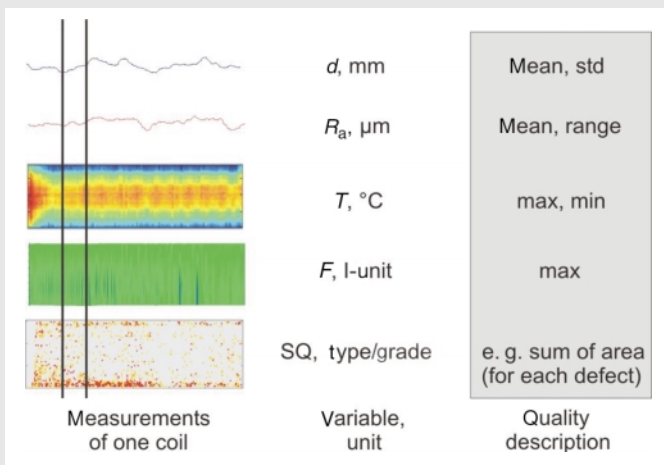 d, mm Mean, std
Rₐ, µm Mean, range
T, °C max, min
F, I-unit max
SQ, type/grade e. g. sum of area
(for each defect)
Measurements Variable, Quality
of one coil unit description